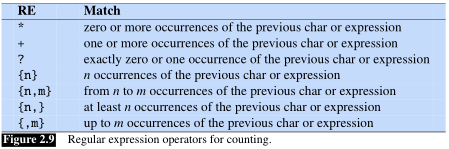 RE Match
* zero or more occurrences of the previous char or expression
+ one or more occurrences of the previous char or expression
? exactly zero or one occurrence of the previous char or expression
{n} n occurrences of the previous char or expression
{n,m} from n to m occurrences of the previous char or expression
{n,} at least n occurrences of the previous char or expression
{,m} up to m occurrences of the previous char or expression
Figure 2.9 Regular expression operators for counting.